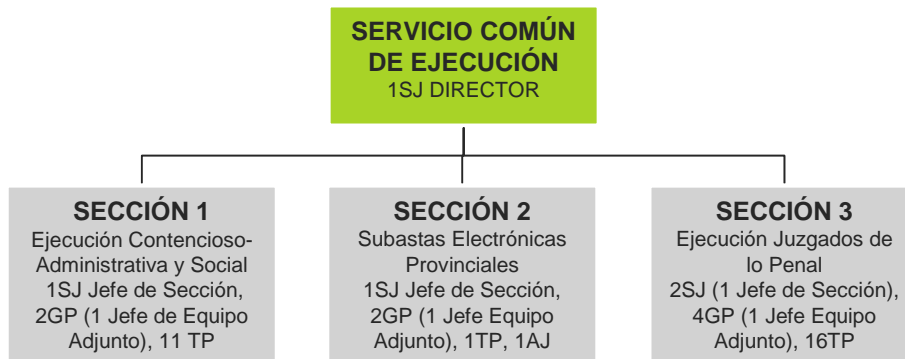 SERVICIO COMÚN
DE EJECUCIÓN
1SJ DIRECTOR
SECCIÓN 1
Ejecución Contencioso-
Administrativa y Social
1SJ Jefe de Sección,
2GP (1 Jefe de Equipo
Adjunto), 11 TP
SECCIÓN 2
Subastas Electrónicas
Provinciales
1SJ Jefe de Sección,
2GP (1 Jefe Equipo
Adjunto), 1TP, 1AJ
SECCIÓN 3
Ejecución Juzgados de
lo Penal
2SJ (1 Jefe de Sección),
4GP (1 Jefe Equipo
Adjunto), 16TP